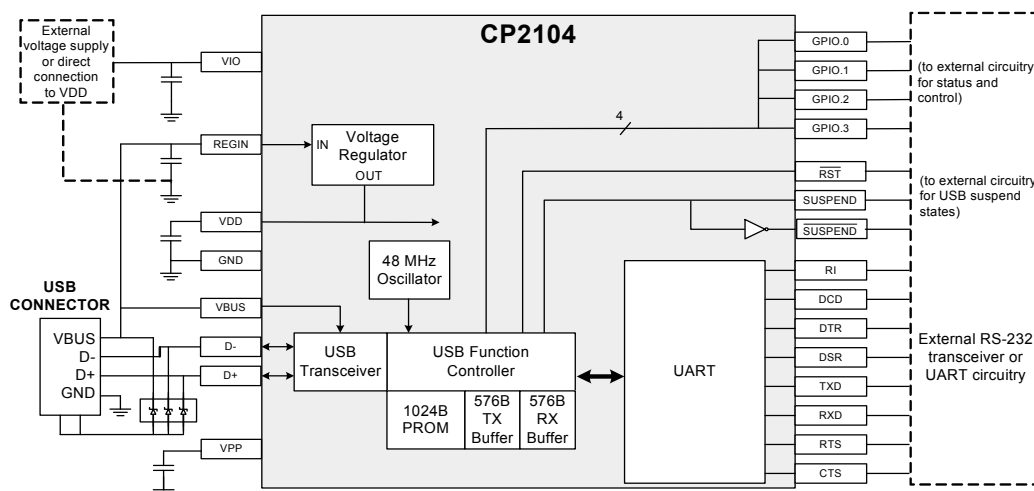 CP2104
External
voltage supply
or direct
connection
to VDD
VIO
REGIN
VDD
GND
VBUS
D-
D+
VPP
USB
CONNECTOR
VBUS
D-
D+
GND
IN
Voltage
Regulator
OUT
48 MHz
Oscillator
USB
Transceiver
USB Function
Controller
1024B
PROM
576B
TX
Buffer
576B
RX
Buffer
UART
4
GPIO.0
GPIO.1
GPIO.2
GPIO.3
RST
SUSPEND
SUSPEND
RI
DCD
DTR
DSR
TXD
RXD
RTS
CTS
(to external circuitry
for status and
control)
(to external circuitry
for USB suspend
states)
External RS-232
transceiver or
UART circuitry